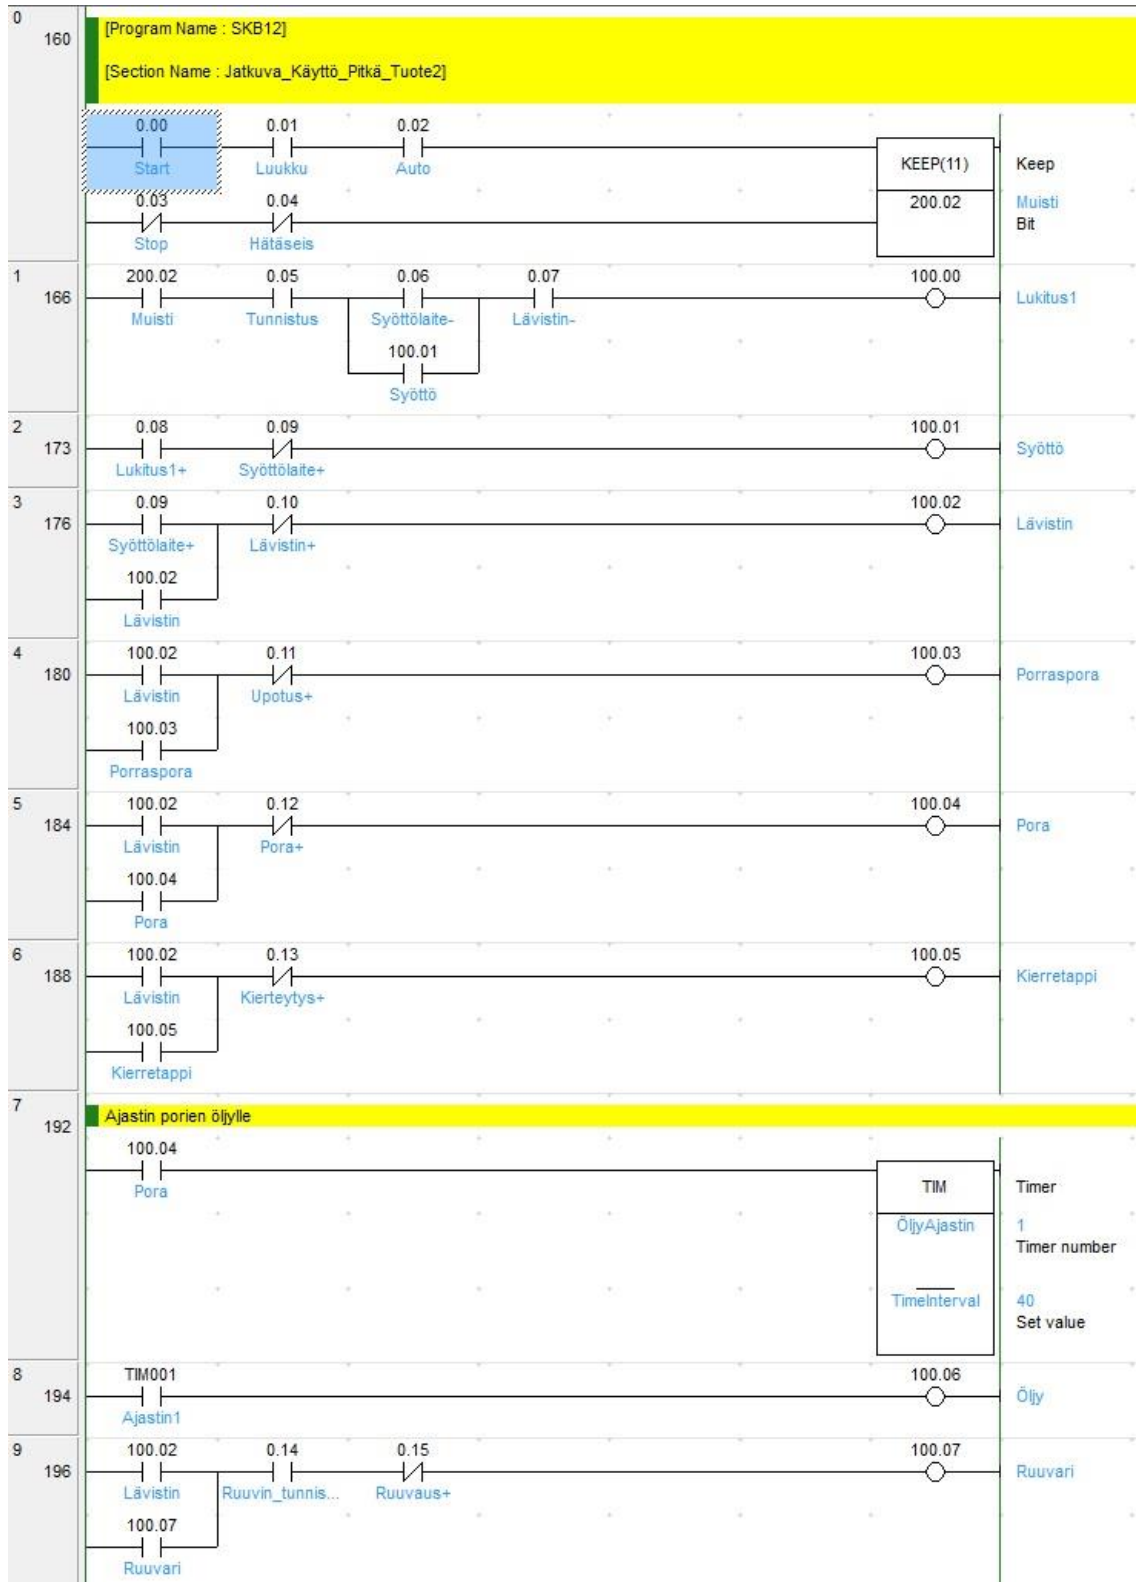 0
160
[Program Name : SKB12]
[Section Name : Jatkuva_Käyttö_Pitkä_Tuote2]
0.00 0.01 0.02
Start Luukku Auto
KEEP(11) Keep
0.03 0.04 200.02 Muisti
Bit
Stop Hätäseis
1 200.02 0.05 0.06 0.07 100.00
166 Lukitus1
Muisti Tunnistus Syöttölaite- Lävistin-
100.01
Syöttö
2 0.08 0.09 100.01
173 Syöttö
Lukitus1+ Syöttölaite+
3 0.09 0.10 100.02
176 Lävistin
Syöttölaite+ Lävistin+
100.02
Lävistin
4 100.02 0.11 100.03
180 Porraspora
Lävistin Upotus+
100.03
Porraspora
5 100.02 0.12 100.04
184 Pora
Lävistin Pora+
100.04
Pora
6 100.02 0.13 100.05
188 Kierretappi
Lävistin Kierteytys+
100.05
Kierretappi
7
192 Ajastin porien öljylle
100.04
Pora
TIM Timer
ÖljyAjastin 1
Timer number
TimeInterval 40
Set value
8 TIM001 100.06
194 Öljy
Ajastin1
9 100.02 0.14 0.15 100.07
196 Ruuvari
Lävistin Ruuvin_tunnis... Ruuvaus+
100.07
Ruuvari